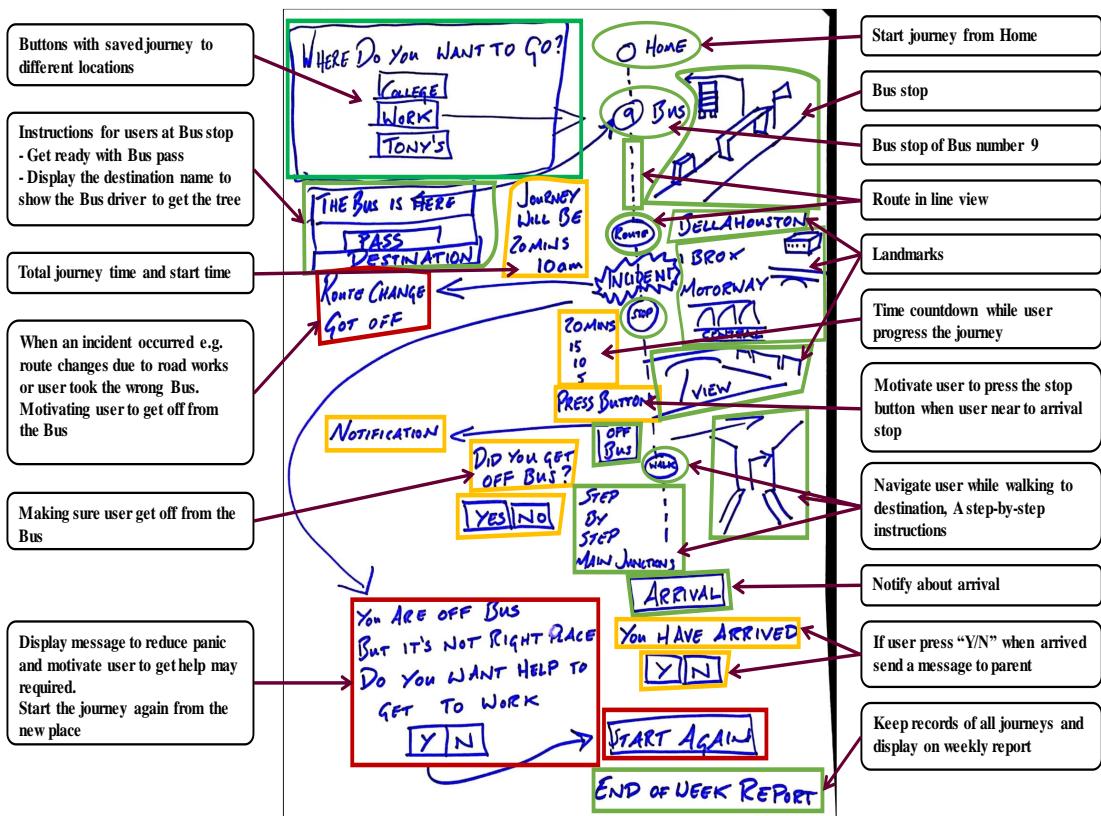 Buttons with saved journey to
different locations
Instructions for users at Bus stop
- Get ready with Bus pass
- Display the destination name to
show the Bus driver to get the tree
Total journey time and start time
When an incident occurred e.g.
route changes due to road works
or user took the wrong Bus.
Motivating user to get off from
the Bus
Making sure user get off from the
Bus
Display message to reduce panic
and motivate user to get help may
required.
Start the journey again from the
new place
WHERE DO YOU WANT TO GO?
COLLEGE
WORK
TONY'S
THE BUS IS HERE
PASS
DESTINATION
JOURNEY
WILL BE
20 MINS
10am
ROUTE CHANGE
GOT OFF
HOME
9 BUS
ROUTE
INCIDENT
STOP
DELLAHOUSTON
BROX
MOTORWAY
CENTRAL
20 MINS
15
10
5
VIEW
PRESS BUTTON
OFF
BUS
NOTIFICATION
DID YOU GET
OFF BUS?
YES NO
WALK
STEP
BY
STEP
MAIN JUNCTIONS
ARRIVAL
YOU HAVE ARRIVED
Y N
YOU ARE OFF BUS
BUT IT'S NOT RIGHT PLACE
DO YOU WANT HELP TO
GET TO WORK
Y N
START AGAIN
END OF WEEK REPORT
Start journey from Home
Bus stop
Bus stop of Bus number 9
Route in line view
Landmarks
Time countdown while user
progress the journey
Motivate user to press the stop
button when user near to arrival
stop
Navigate user while walking to
destination, A step-by-step
instructions
Notify about arrival
If user press “Y/N” when arrived
send a message to parent
Keep records of all journeys and
display on weekly report